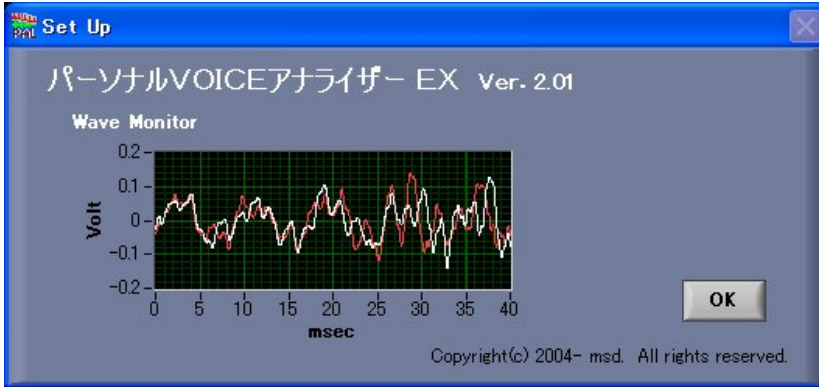 Set Up
パーソナルVOICEアナライザー EX Ver. 2.01
Wave Monitor
Volt
0.2
0.1
0
-0.1
-0.2
0 5 10 15 20 25 30 35 40
msec
OK
Copyright(c) 2004- msd. All rights reserved.